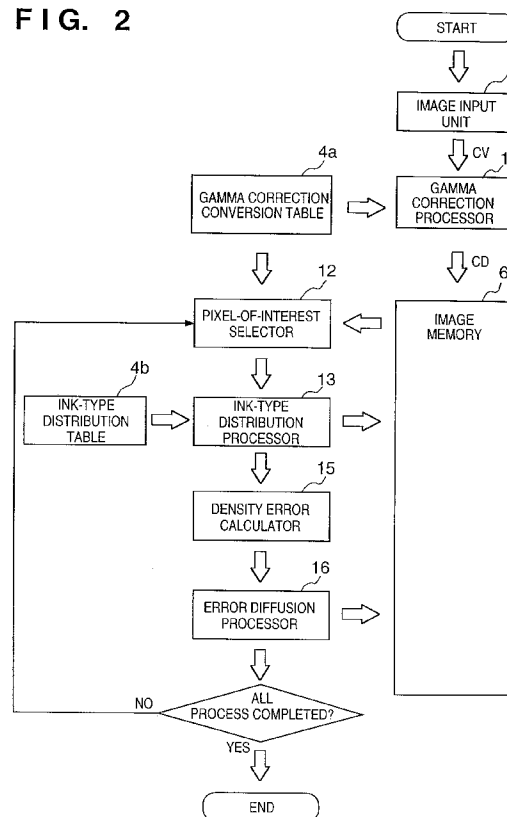 FIG. 2
START
IMAGE INPUT
UNIT
CV
4a
GAMMA CORRECTION
CONVERSION TABLE
GAMMA
CORRECTION
PROCESSOR
CD
12
6
PIXEL-OF-INTEREST
SELECTOR
IMAGE
MEMORY
4b
INK-TYPE
DISTRIBUTION
TABLE
13
INK-TYPE
DISTRIBUTION
PROCESSOR
15
DENSITY ERROR
CALCULATOR
16
ERROR DIFFUSION
PROCESSOR
NO
ALL
PROCESS COMPLETED?
YES
END